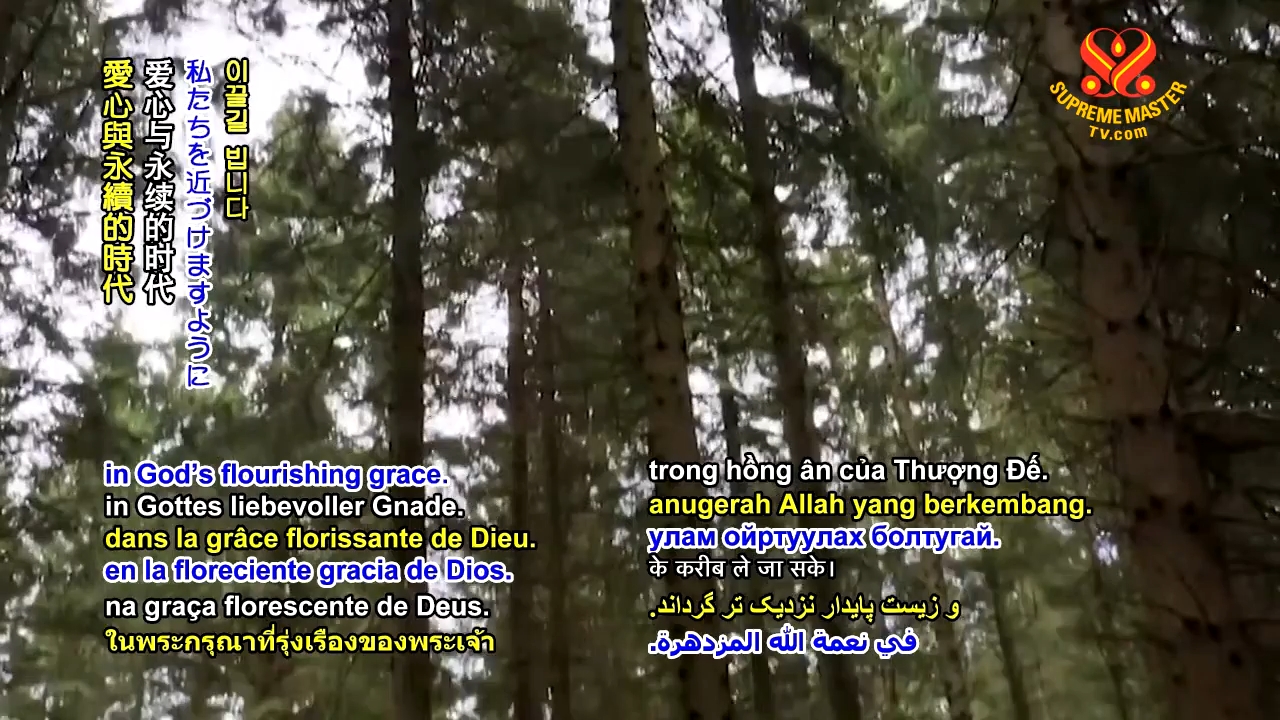 이끌길 빕니다
私たちを近づけますように
爱心与永续的时代
愛心與永續的時代
SUPREME MASTER
TV.com
in God's flourishing grace.
in Gottes liebevoller Gnade.
dans la grâce florissante de Dieu.
en la floreciente gracia de Dios.
na graça florescente de Deus.
ในพระกรุณาที่รุ่งเรืองของพระเจ้า
trong hồng ân của Thượng Đế.
anugerah Allah yang berkembang.
улам ойртуулах болтугай.
के करीब ले जा सके।
و زیست پایدار نزدیک تر گرداند.
في نعمة الله المزدهرة.